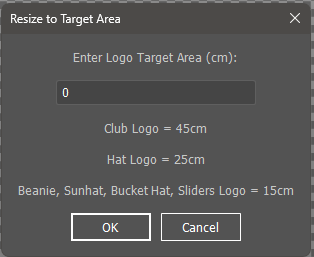 Resize to Target Area
Enter Logo Target Area (cm):
0
Club Logo = 45cm
Hat Logo = 25cm
Beanie, Sunhat, Bucket Hat, Sliders Logo = 15cm
OK
Cancel